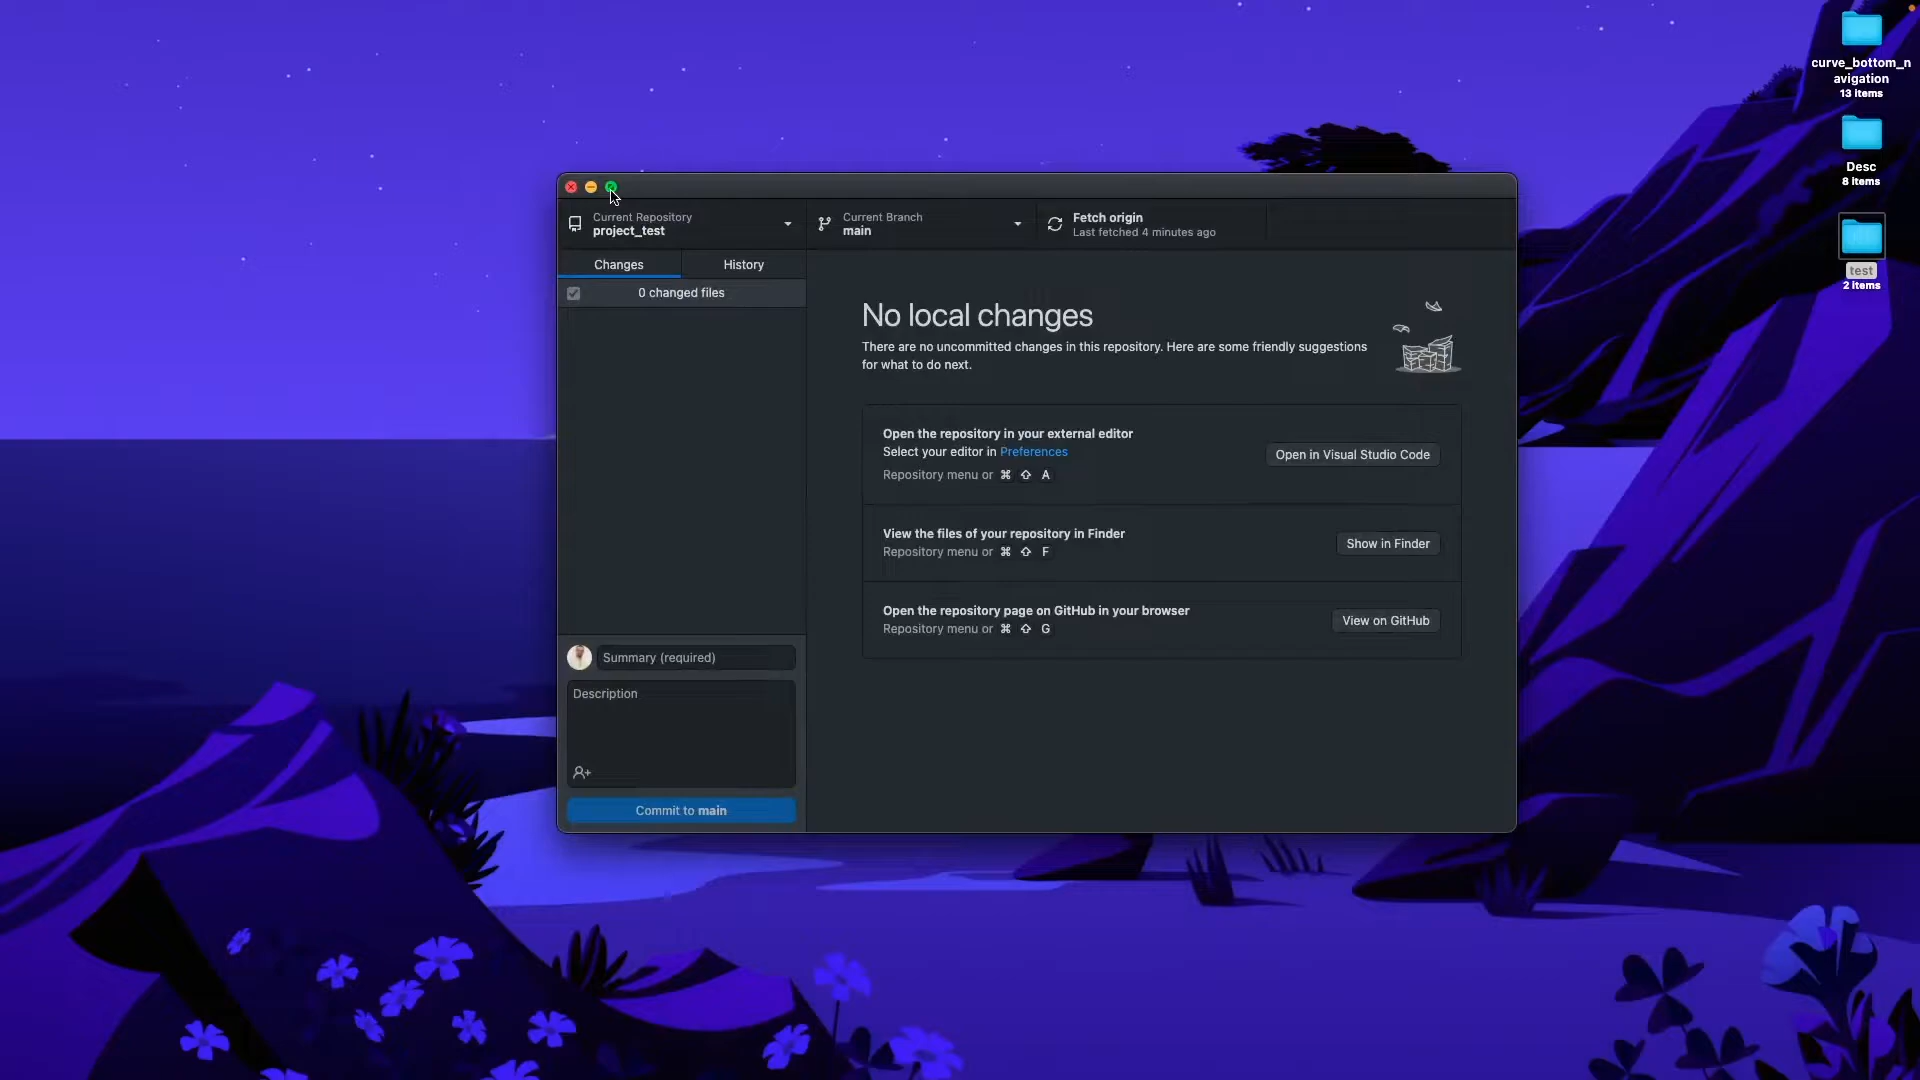 curve_bottom_n
avigation
13 items
Desc
8 items
test
2 items
Current Repository
project_test
Current Branch
main
Fetch origin
Last fetched 4 minutes ago
Changes
History
0 changed files
No local changes
There are no uncommitted changes in this repository. Here are some friendly suggestions
for what to do next.
Open the repository in your external editor
Select your editor in Preferences
Repository menu or ⌘ ⇧ A
Open in Visual Studio Code
View the files of your repository in Finder
Repository menu or ⌘ ⇧ F
Show in Finder
Open the repository page on GitHub in your browser
Repository menu or ⌘ ⇧ G
View on GitHub
Summary (required)
Description
Commit to main